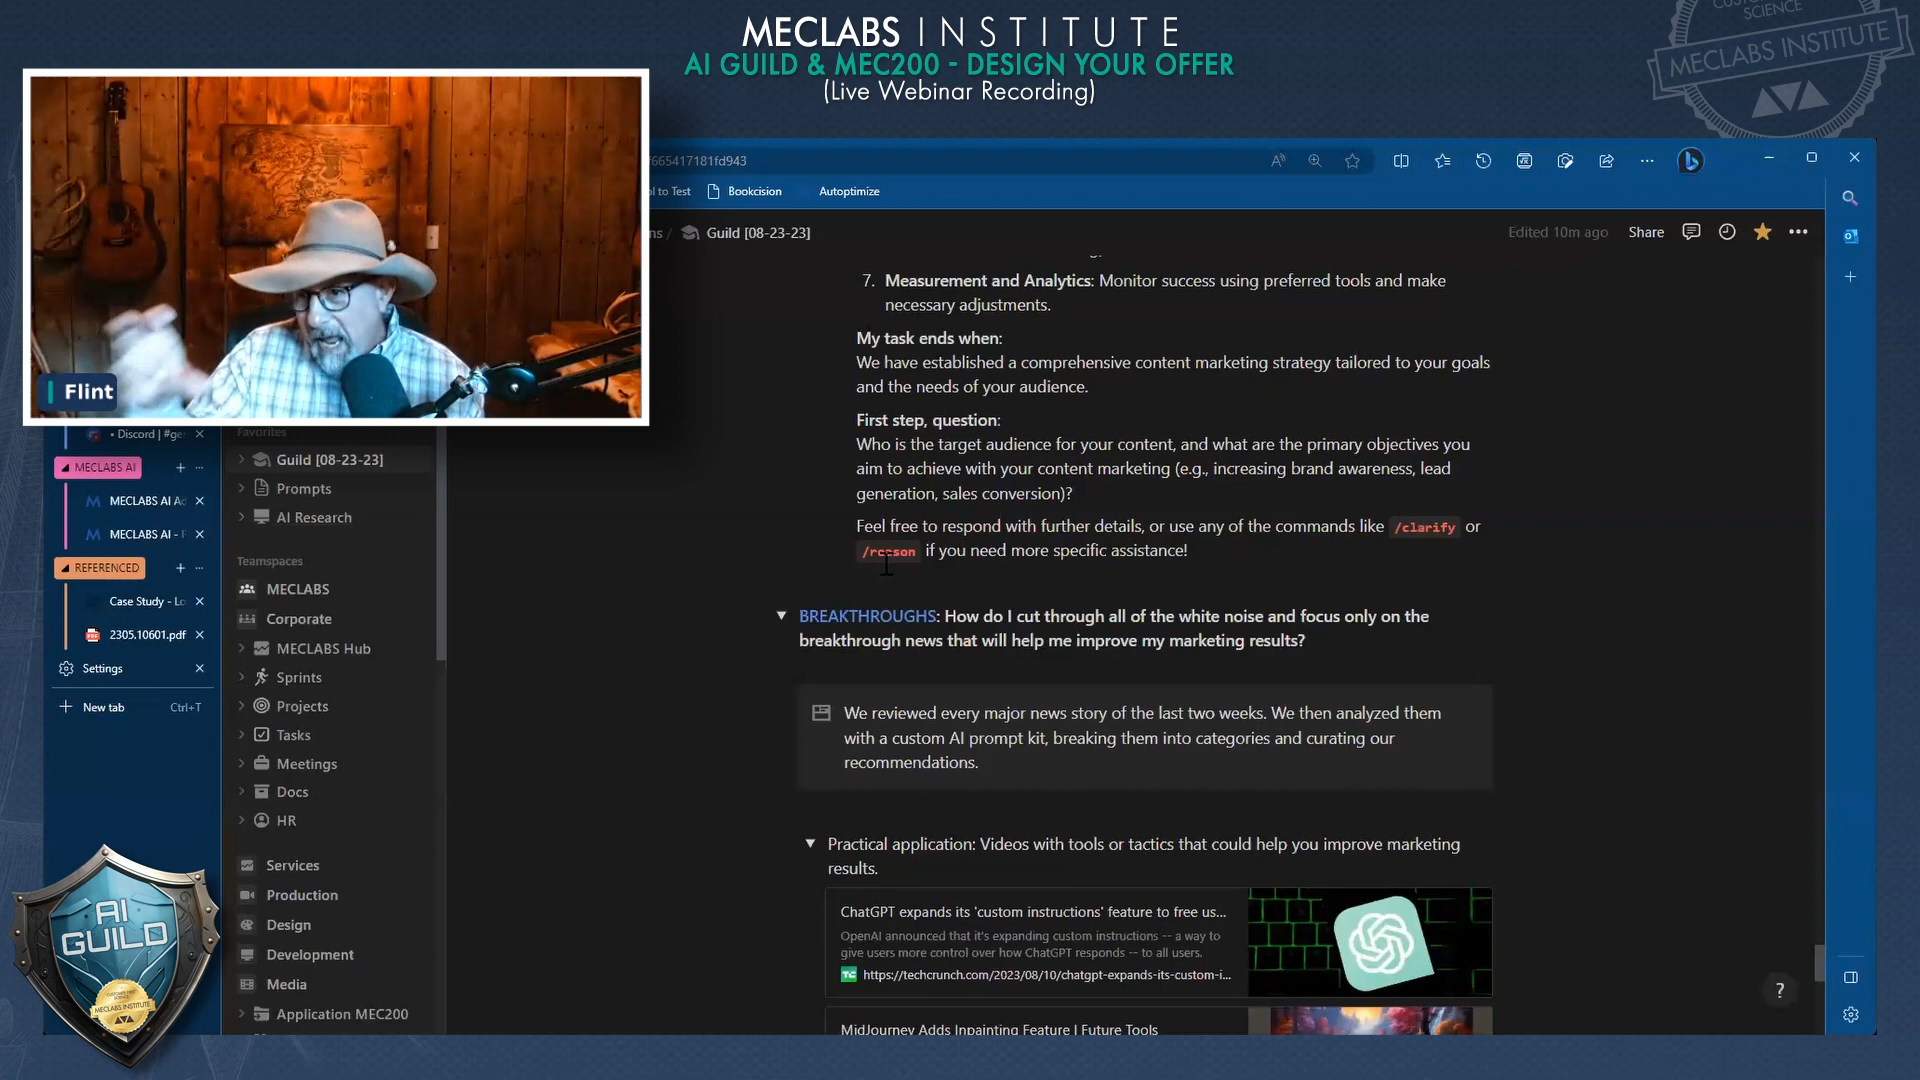 MECLABS INSTITUTE
AI GUILD & MEC200 - DESIGN YOUR OFFER
(Live Webinar Recording)
SCIENCE
MECLABS INSTITUTE
f665417181fd943
ol to Test
Bookcision
Autoptimize
ns / Guild [08-23-23]
Edited 10m ago
Share
Flint
7. Measurement and Analytics: Monitor success using preferred tools and make
necessary adjustments.
My task ends when:
We have established a comprehensive content marketing strategy tailored to your goals
and the needs of your audience.
First step, question:
Who is the target audience for your content, and what are the primary objectives you
aim to achieve with your content marketing (e.g., increasing brand awareness, lead
generation, sales conversion)?
Feel free to respond with further details, or use any of the commands like /clarify or
/reason if you need more specific assistance!
BREAKTHROUGHS: How do I cut through all of the white noise and focus only on the
breakthrough news that will help me improve my marketing results?
We reviewed every major news story of the last two weeks. We then analyzed them
with a custom AI prompt kit, breaking them into categories and curating our
recommendations.
Practical application: Videos with tools or tactics that could help you improve marketing
results.
ChatGPT expands its 'custom instructions' feature to free us...
OpenAI announced that it's expanding custom instructions -- a way to
give users more control over how ChatGPT responds -- to all users.
https://techcrunch.com/2023/08/10/chatgpt-expands-its-custom-i...
MidJourney Adds Inpainting Feature | Future Tools
• Discord | #ge
MECLABS AI
MECLABS AI Ad
MECLABS AI - P
REFERENCED
Case Study - Lo
2305.10601.pdf
Settings
New tab
Ctrl+T
Favorites
Guild [08-23-23]
Prompts
AI Research
Teamspaces
MECLABS
Corporate
MECLABS Hub
Sprints
Projects
Tasks
Meetings
Docs
HR
Services
Production
Design
Development
Media
Application MEC200
AI
GUILD
MECLABS INSTITUTE
?